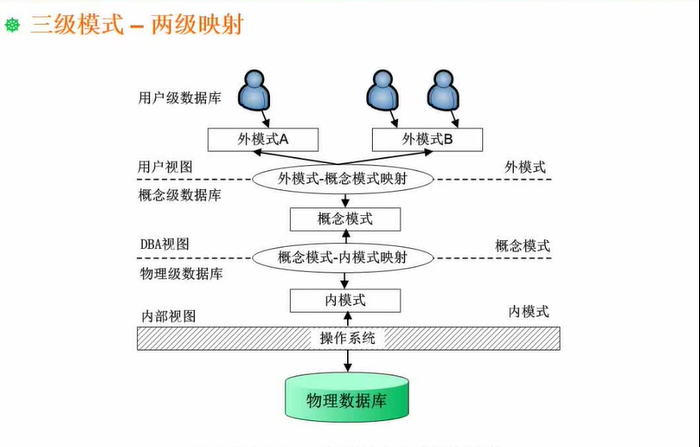 三级模式 – 两级映射
用户级数据库
外模式A
外模式B
用户视图
外模式-概念模式映射
外模式
概念级数据库
概念模式
DBA视图
概念模式-内模式映射
概念模式
物理级数据库
内模式
内部视图
内模式
操作系统
物理数据库